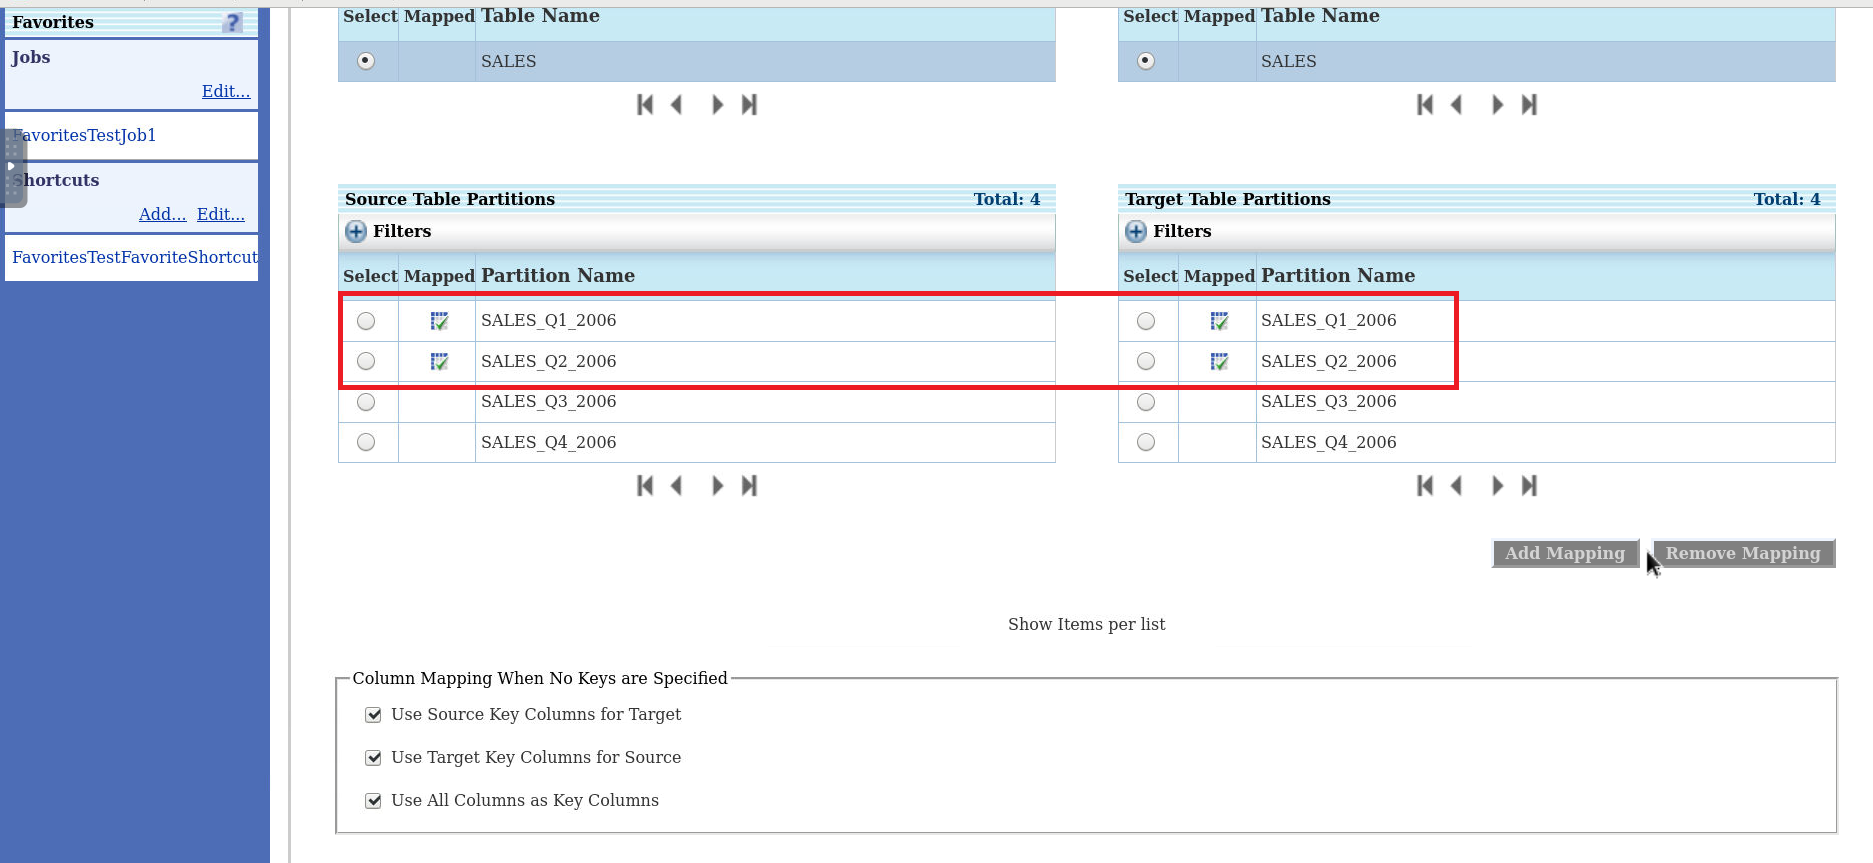 Favorites ?
Jobs
Edit...
FavoritesTestJob1
Shortcuts
Add... Edit...
FavoritesTestFavoriteShortcut
Select Mapped Table Name
SALES
Select Mapped Table Name
SALES
Source Table Partitions Total: 4
Filters
Select Mapped Partition Name
SALES_Q1_2006
SALES_Q2_2006
SALES_Q3_2006
SALES_Q4_2006
Target Table Partitions Total: 4
Filters
Select Mapped Partition Name
SALES_Q1_2006
SALES_Q2_2006
SALES_Q3_2006
SALES_Q4_2006
Add Mapping Remove Mapping
Show Items per list
Column Mapping When No Keys are Specified
Use Source Key Columns for Target
Use Target Key Columns for Source
Use All Columns as Key Columns